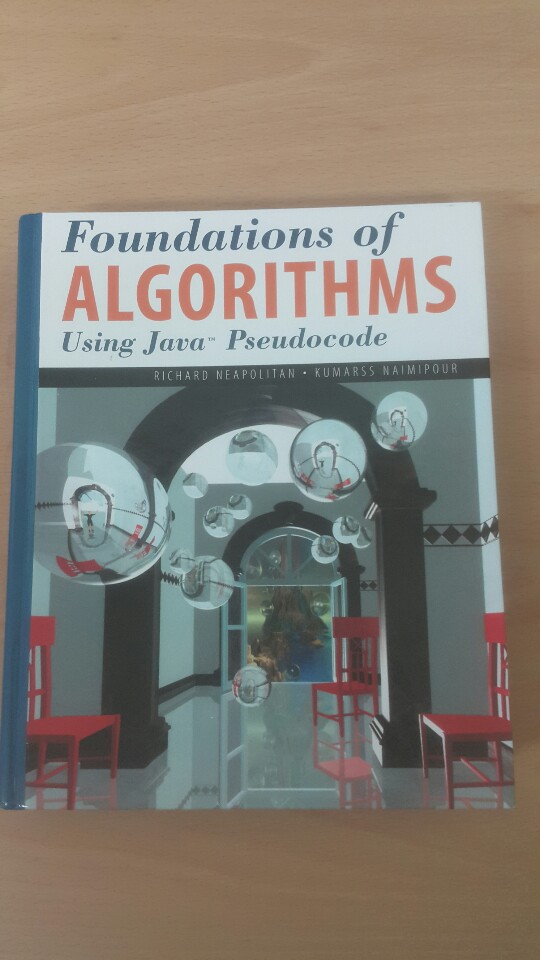 Foundations of
ALGORITHMS
Using Java™ Pseudocode
RICHARD NEAPOLITAN • KUMARSS NAIMIPOUR